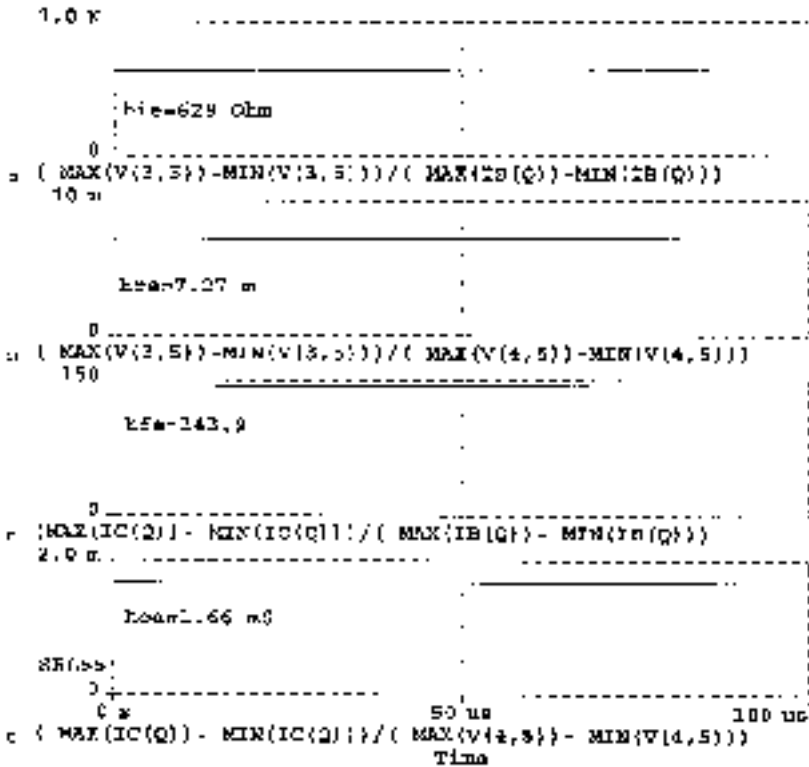 1.0 K
hie=629 Ohm
0
( MAX(V(3,5))-MIN(V(3,5)))/( MAX(IB(Q))-MIN(IB(Q)))
10 m
hre=7.27 m
0
( MAX(V(3,5))-MIN(V(3,5)))/( MAX(V(4,5))-MIN(V(4,5)))
150
hfe=143.9
0
(MAX(IC(Q))- MIN(IC(Q)))/( MAX(IB(Q))- MIN(IB(Q)))
2.0 m
hoe=1.66 mS
0
0 s 50 us 100 us
( MAX(IC(Q))- MIN(IC(Q)))/( MAX(V(4,5))- MIN(V(4,5)))
Time